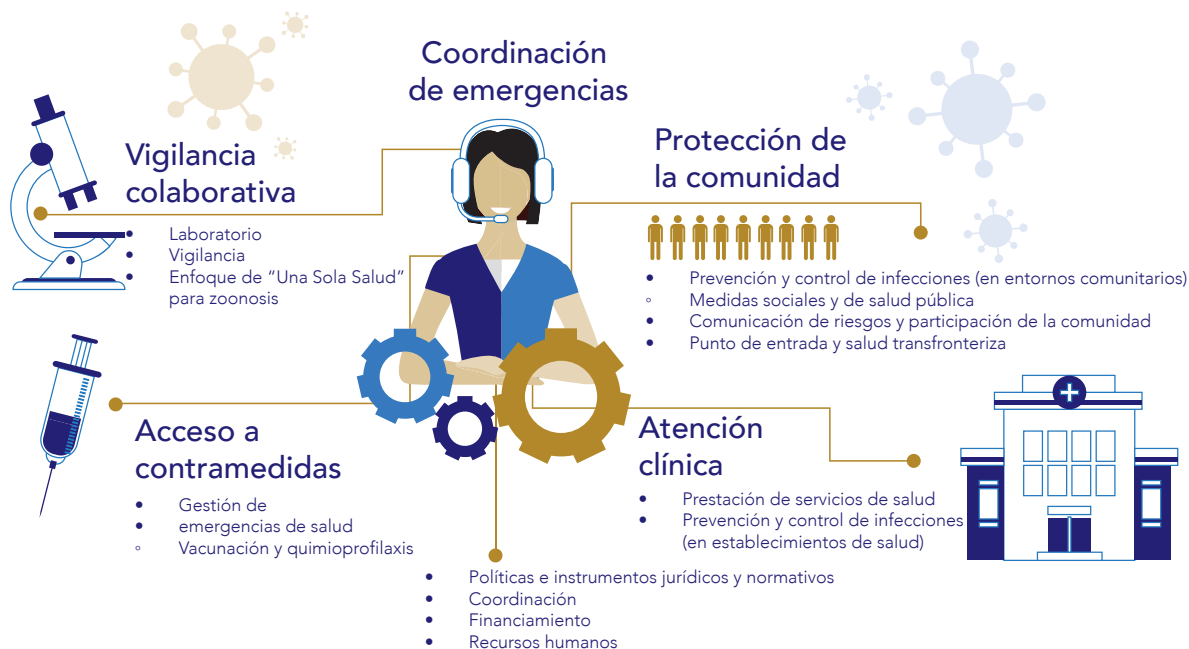 Coordinación
de emergencias
Vigilancia
colaborativa
• Laboratorio
• Vigilancia
• Enfoque de “Una Sola Salud”
para zoonosis
Protección de
la comunidad
• Prevención y control de infecciones (en entornos comunitarios)
◦ Medidas sociales y de salud pública
• Comunicación de riesgos y participación de la comunidad
• Punto de entrada y salud transfronteriza
Acceso a
contramedidas
• Gestión de
• emergencias de salud
◦ Vacunación y quimioprofilaxis
Atención
clínica
• Prestación de servicios de salud
• Prevención y control de infecciones
(en establecimientos de salud)
• Políticas e instrumentos jurídicos y normativos
• Coordinación
• Financiamiento
• Recursos humanos